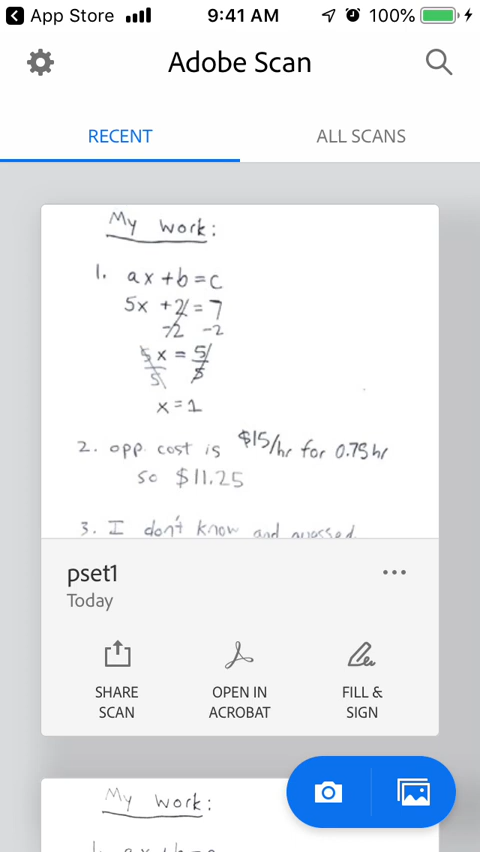 App Store 9:41 AM 100%
Adobe Scan
RECENT ALL SCANS
My work:
1. ax + b = c
5x + 2 = 7
-2 -2
5x = 5
5 5
x = 1
2. opp. cost is $15/hr for 0.75 hr
so $11.25
3. I don't know and guessed
pset1
Today
SHARE SCAN
OPEN IN ACROBAT
FILL & SIGN
My work: